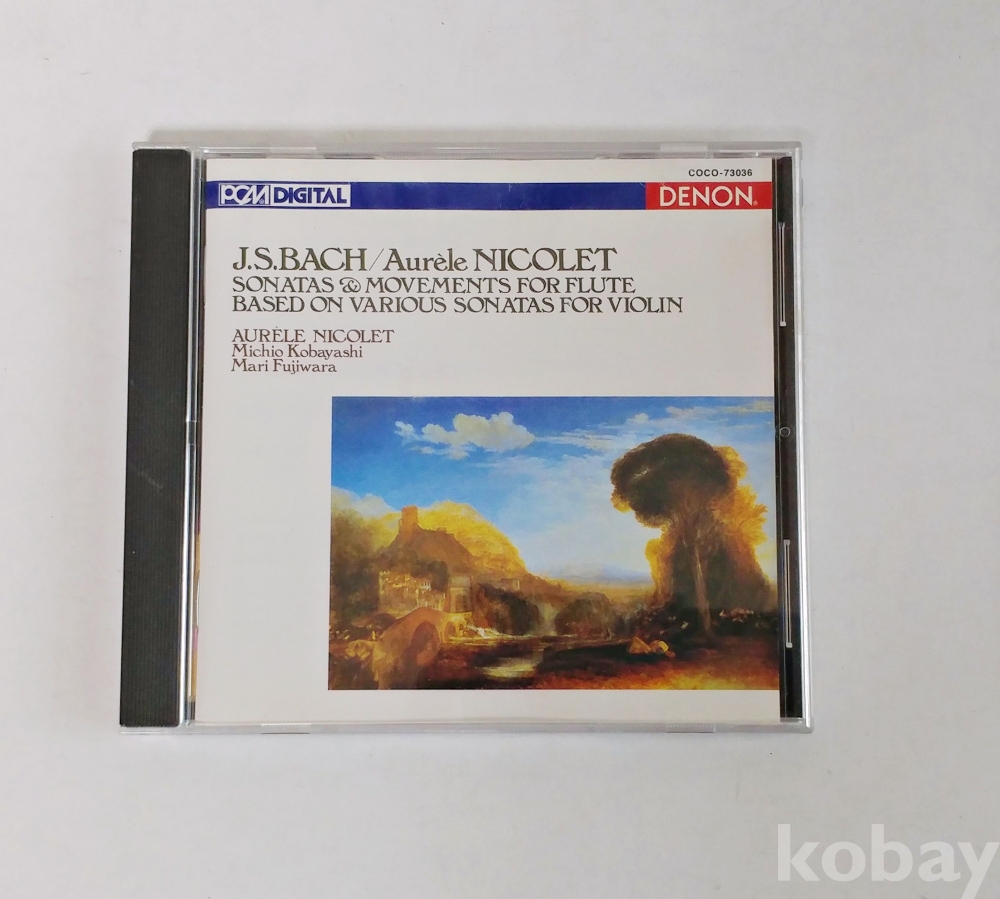 COCO-73036
PCM DIGITAL
DENON
J.S.BACH/Aurèle NICOLET
SONATAS & MOVEMENTS FOR FLUTE
BASED ON VARIOUS SONATAS FOR VIOLIN
AURÈLE NICOLET
Michio Kobayashi
Mari Fujiwara
kobay